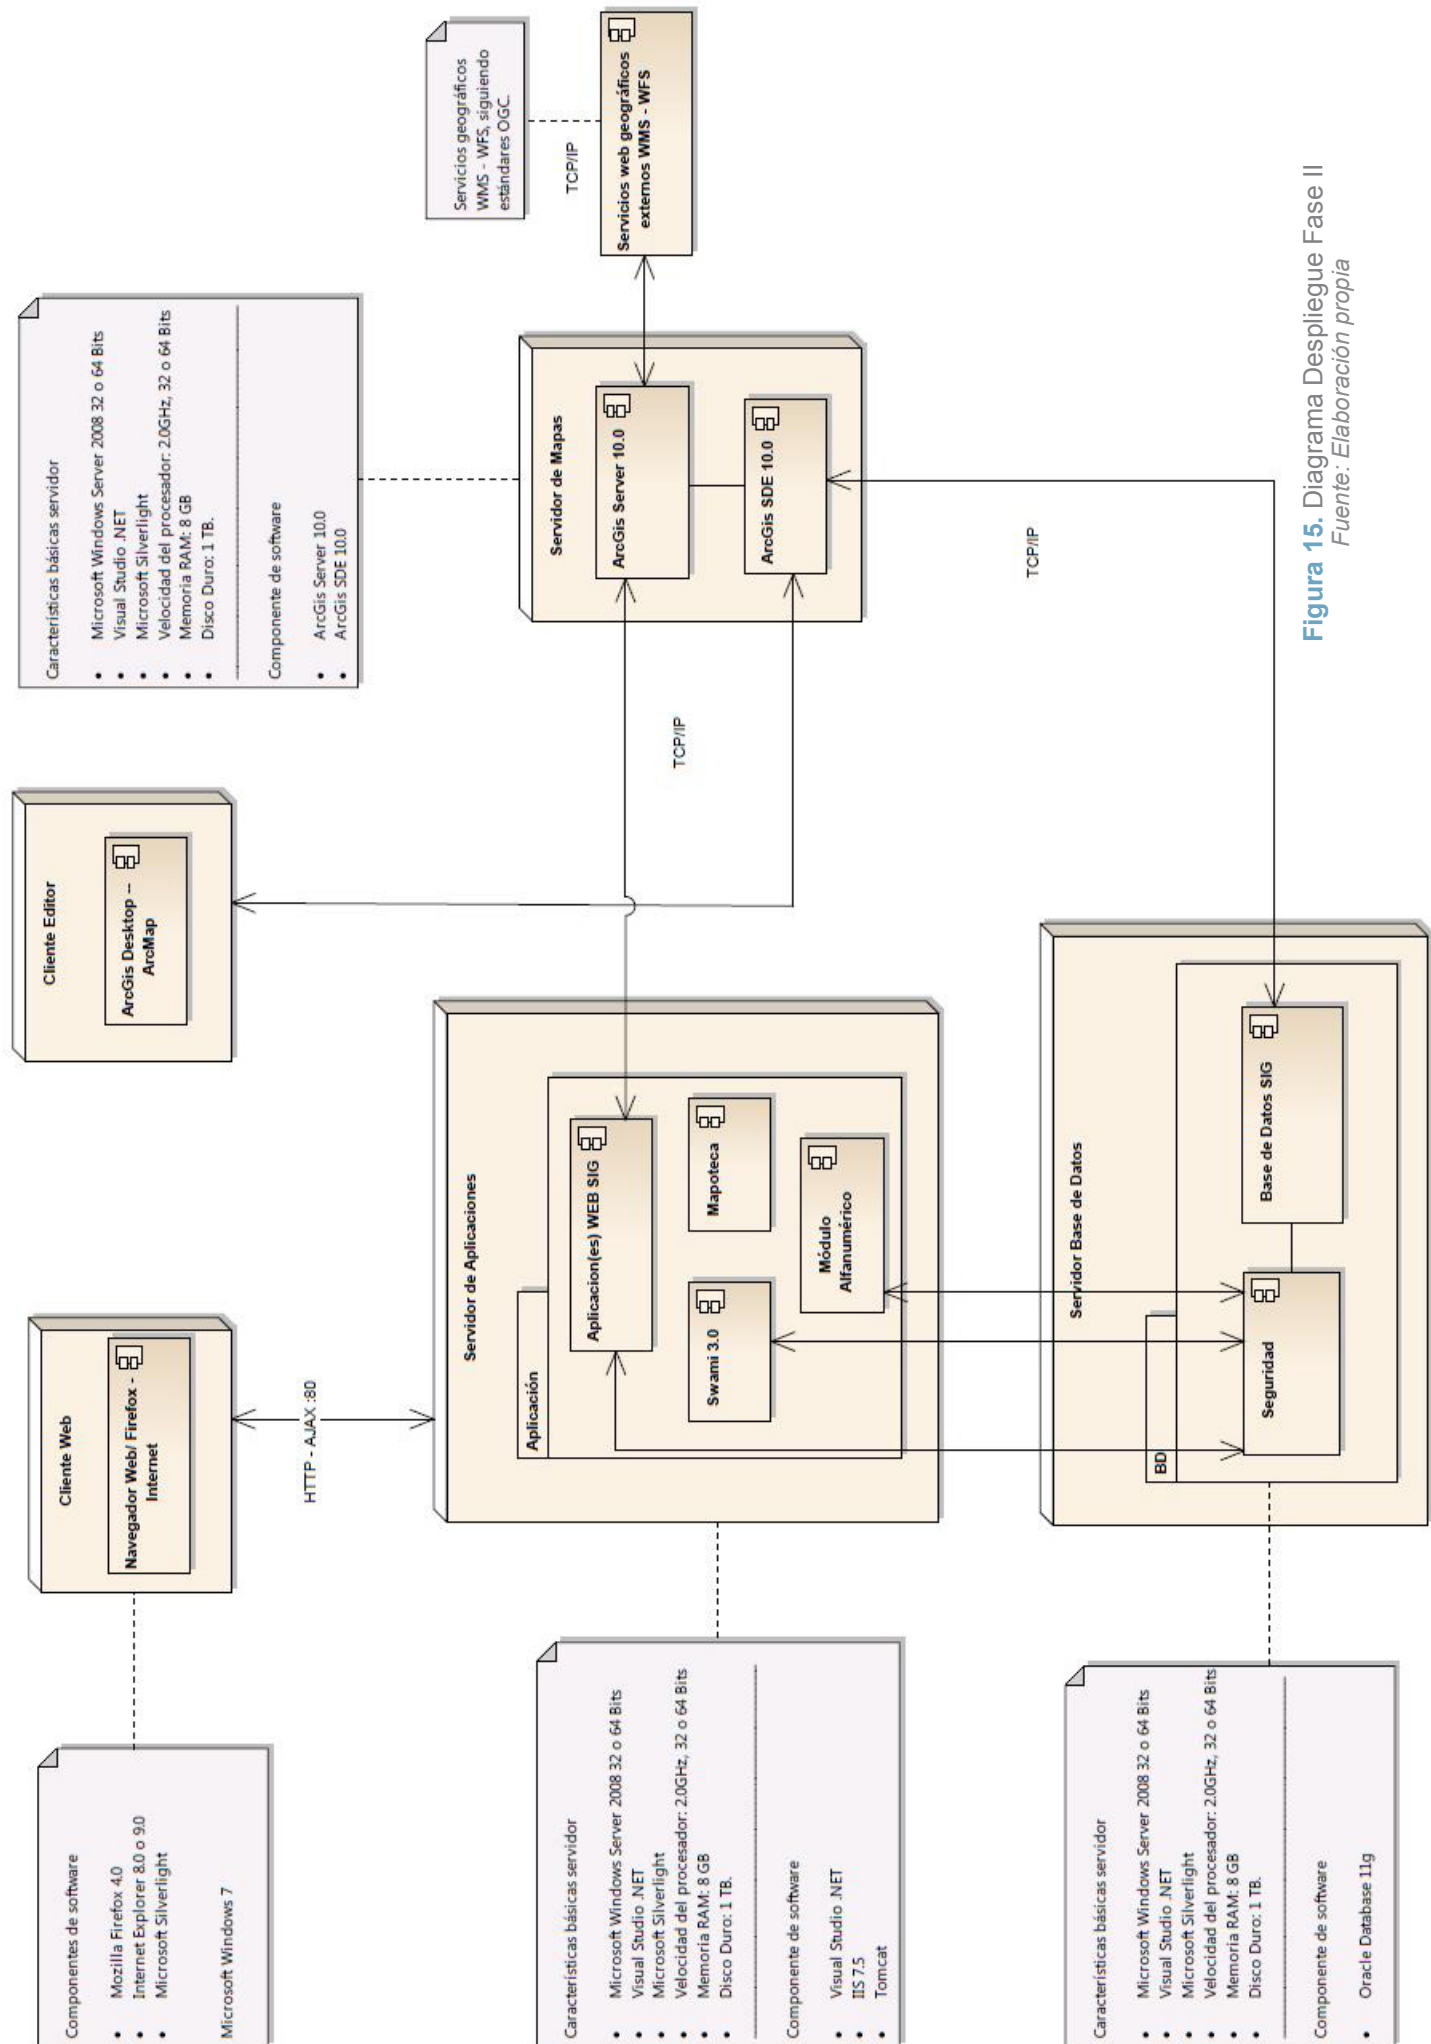 Componentes de software
• Mozilla Firefox 4.0
• Internet Explorer 8.0 o 9.0
• Microsoft Silverlight
Microsoft Windows 7
Cliente Web
Navegador Web/ Firefox -
Internet
HTTP - AJAX :80
Cliente Editor
ArcGis Desktop --
ArcMap
Características básicas servidor
• Microsoft Windows Server 2008 32 o 64 Bits
• Visual Studio .NET
• Microsoft Silverlight
• Velocidad del procesador: 2.0GHz, 32 o 64 Bits
• Memoria RAM: 8 GB
• Disco Duro: 1 TB.
Componente de software
• ArcGis Server 10.0
• ArcGis SDE 10.0
Servicios geográficos
WMS - WFS, siguiendo
estándares OGC.
TCP/IP
Servicios web geográficos
externos WMS - WFS
Servidor de Mapas
ArcGis Server 10.0
ArcGis SDE 10.0
TCP/IP
TCP/IP
Características básicas servidor
• Microsoft Windows Server 2008 32 o 64 Bits
• Visual Studio .NET
• Microsoft Silverlight
• Velocidad del procesador: 2.0GHz, 32 o 64 Bits
• Memoria RAM: 8 GB
• Disco Duro: 1 TB.
Componente de software
• Visual Studio .NET
• IIS 7.5
• Tomcat
Servidor de Aplicaciones
Aplicación
Aplicacion(es) WEB SIG
Swami 3.0
Mapoteca
Módulo
Alfanumérico
Características básicas servidor
• Microsoft Windows Server 2008 32 o 64 Bits
• Visual Studio .NET
• Microsoft Silverlight
• Velocidad del procesador: 2.0GHz, 32 o 64 Bits
• Memoria RAM: 8 GB
• Disco Duro: 1 TB.
Componente de software
• Oracle Database 11g
Servidor Base de Datos
BD
Seguridad
Base de Datos SIG
Figura 15. Diagrama Despliegue Fase II
Fuente: Elaboración propia